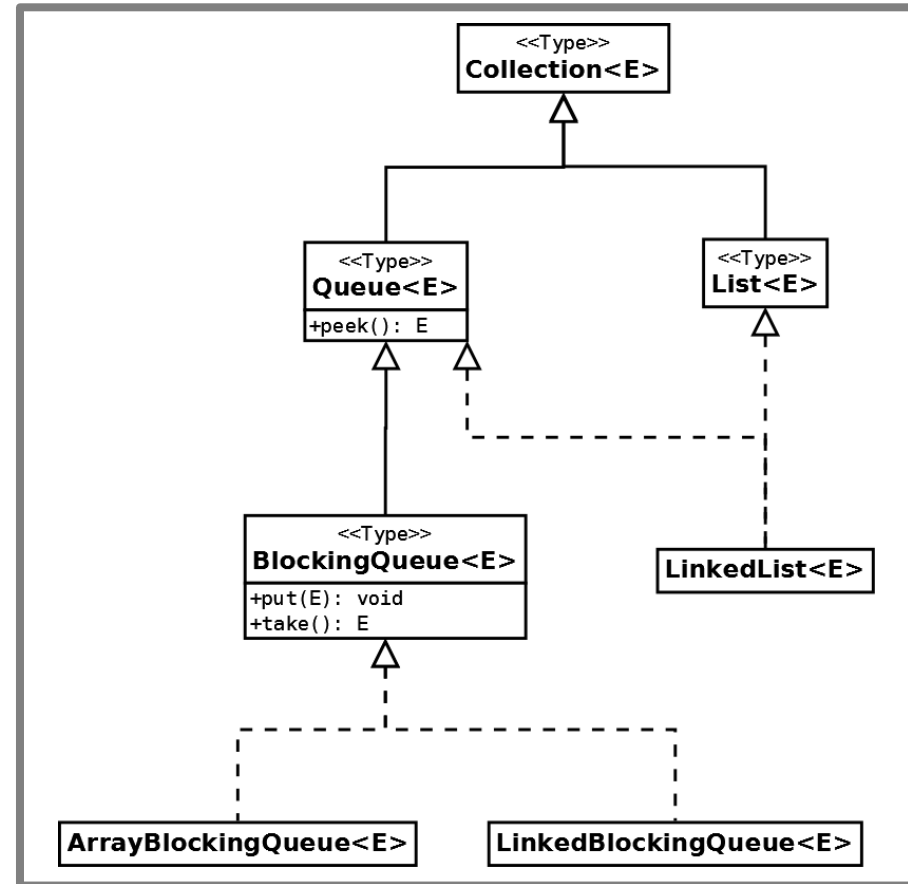 <<Type>>
Collection<E>
<<Type>>
Queue<E>
+peek(): E
<<Type>>
List<E>
<<Type>>
BlockingQueue<E>
+put(E): void
+take(): E
LinkedList<E>
ArrayBlockingQueue<E>
LinkedBlockingQueue<E>